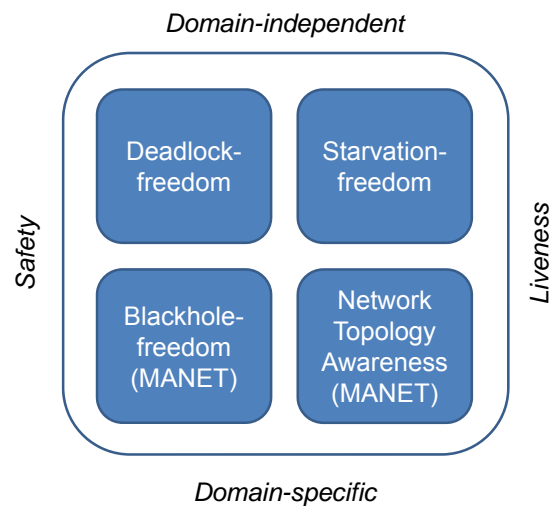 Domain-independent
Deadlock-
freedom
Starvation-
freedom
Safety
Liveness
Blackhole-
freedom
(MANET)
Network
Topology
Awareness
(MANET)
Domain-specific